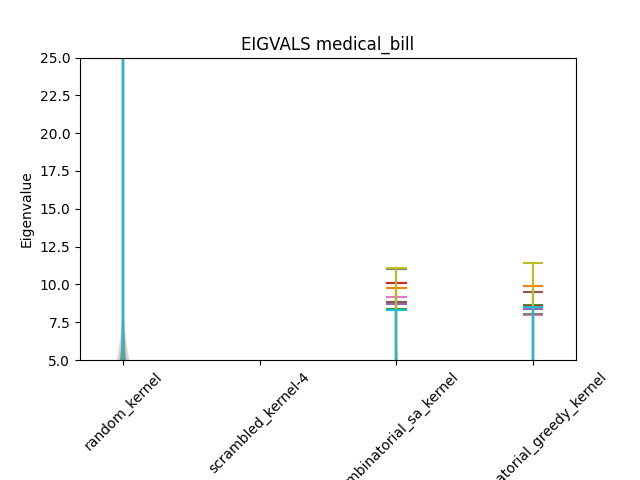 EIGVALS medical_bill
Eigenvalue
25.0
22.5
20.0
17.5
15.0
12.5
10.0
7.5
5.0
random_kernel
scrambled_kernel-4
mbinatorial_sa_kernel
atorial_greedy_kernel